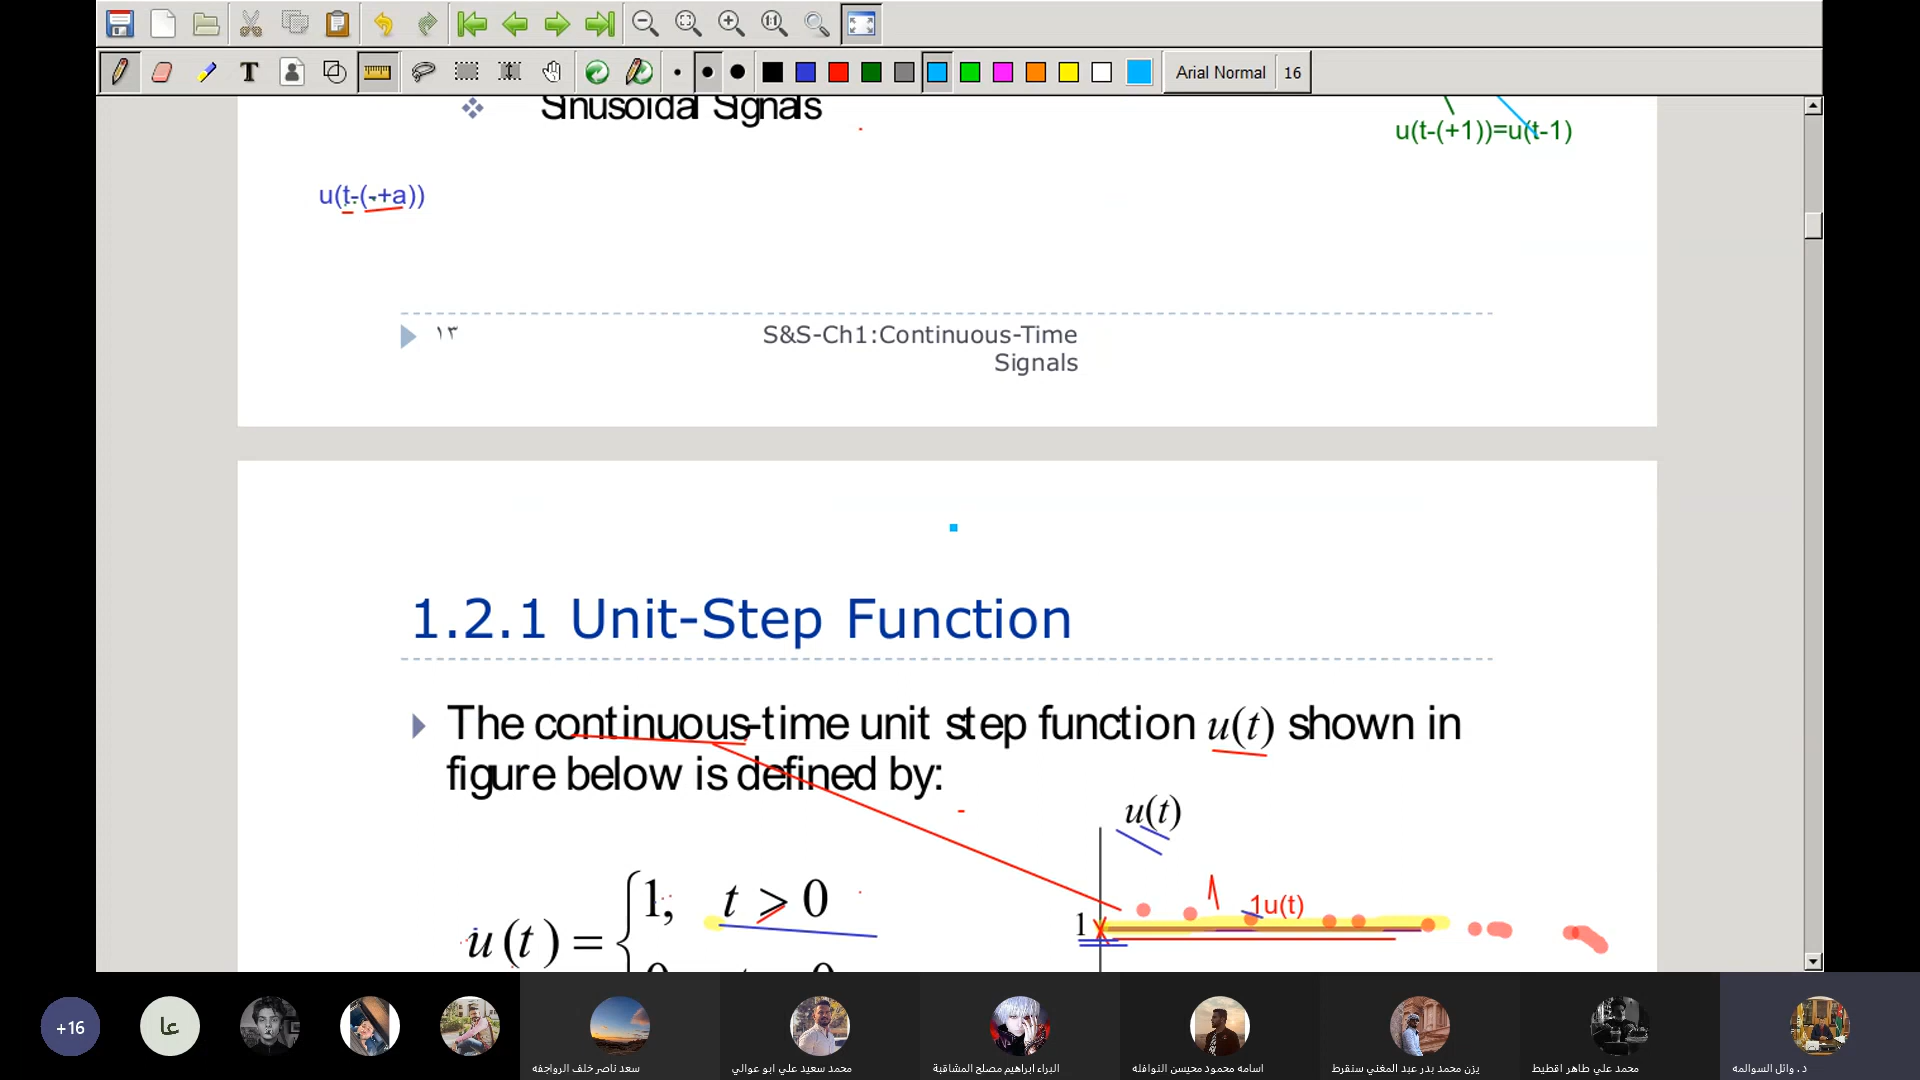 Arial Normal 16
Sinusoidal Signals
u(t-(+1))=u(t-1)
u(t-(-+a))
١٣
S&S-Ch1:Continuous-Time
Signals
1.2.1 Unit-Step Function
The continuous-time unit step function u(t) shown in
figure below is defined by:
u(t)
1u(t)
1
1, t > 0
u(t) =
+16
عا
سعد ناصر خلف الرواجفه
محمد سعيد علي ابو عوالي
البراء ابراهيم مصلح المشاقبة
اسامه محمود محيسن النوافله
يزن محمد بدر عبد المغني سنقرط
محمد علي طاهر اقطيط
د. وائل السوالمه